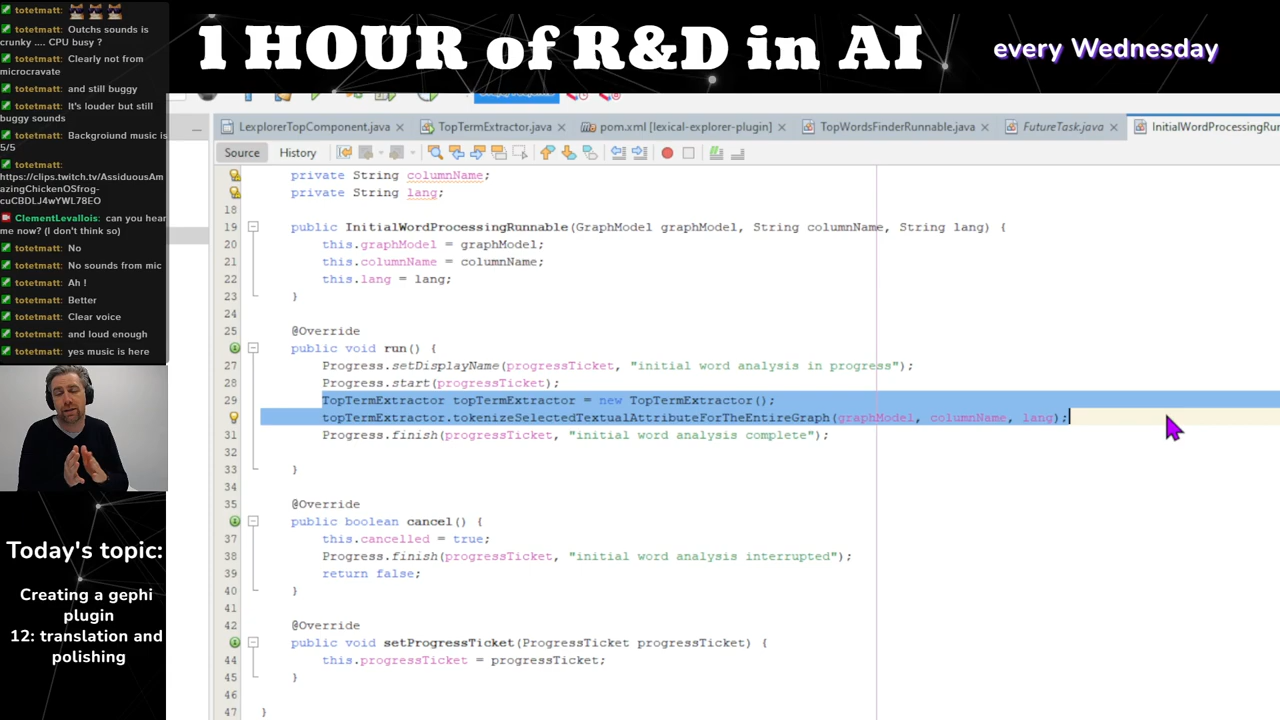 totetmatt:
totetmatt: Outchs sounds is
crunky .... CPU busy ?
totetmatt: Clearly not from
microcravate
totetmatt: and still buggy
totetmatt: It's louder but still
buggy sounds
totetmatt: Backgroiund music is
5/5
totetmatt:
https://clips.twitch.tv/AssiduousAm
azingChickenOSfrog-
cuCBDLJ4wYWL78EO
ClementLevallois: can you hear
me now? (I don't think so)
totetmatt: No
totetmatt: No sounds from mic
totetmatt: Ah !
totetmatt: Better
totetmatt: Clear voice
totetmatt: and loud enough
totetmatt: yes music is here
1 HOUR of R&D in AI
every Wednesday
LexplorerTopComponent.java
TopTermExtractor.java
pom.xml [lexical-explorer-plugin]
TopWordsFinderRunnable.java
FutureTask.java
InitialWordProcessingRun
Source History
private String columnName;
private String lang;
18
19 public InitialWordProcessingRunnable(GraphModel graphModel, String columnName, String lang) {
20 this.graphModel = graphModel;
21 this.columnName = columnName;
22 this.lang = lang;
23 }
24
25 @Override
public void run() {
27 Progress.setDisplayName(progressTicket, "initial word analysis in progress");
28 Progress.start(progressTicket);
29 TopTermExtractor topTermExtractor = new TopTermExtractor();
topTermExtractor.tokenizeSelectedTextualAttributeForTheEntireGraph(graphModel, columnName, lang);
31 Progress.finish(progressTicket, "initial word analysis complete");
32
33 }
34
35 @Override
public boolean cancel() {
37 this.cancelled = true;
38 Progress.finish(progressTicket, "initial word analysis interrupted");
39 return false;
40 }
41
42 @Override
public void setProgressTicket(ProgressTicket progressTicket) {
44 this.progressTicket = progressTicket;
45 }
46
47 }
Today's topic:
Creating a gephi
plugin
12: translation and
polishing